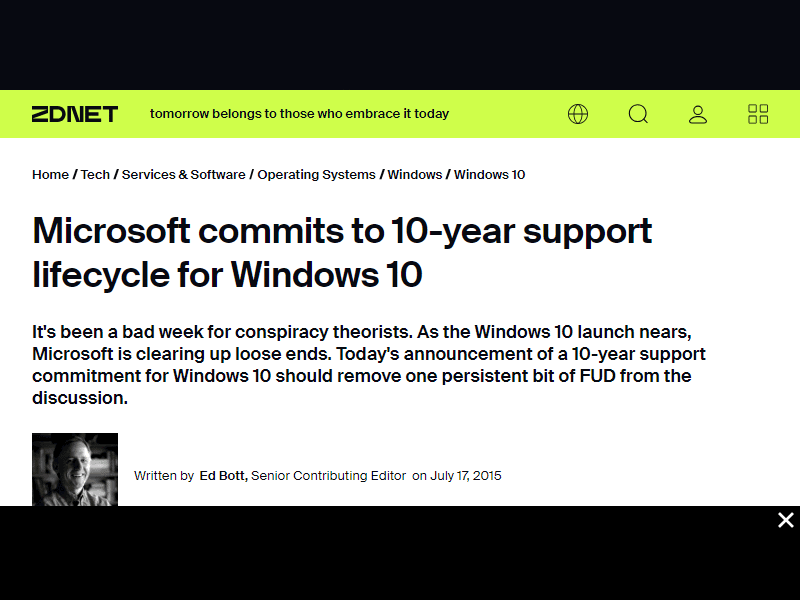 ZDNET tomorrow belongs to those who embrace it today
Home / Tech / Services & Software / Operating Systems / Windows / Windows 10
Microsoft commits to 10-year support
lifecycle for Windows 10
It's been a bad week for conspiracy theorists. As the Windows 10 launch nears,
Microsoft is clearing up loose ends. Today's announcement of a 10-year support
commitment for Windows 10 should remove one persistent bit of FUD from the
discussion.
Written by Ed Bott, Senior Contributing Editor on July 17, 2015